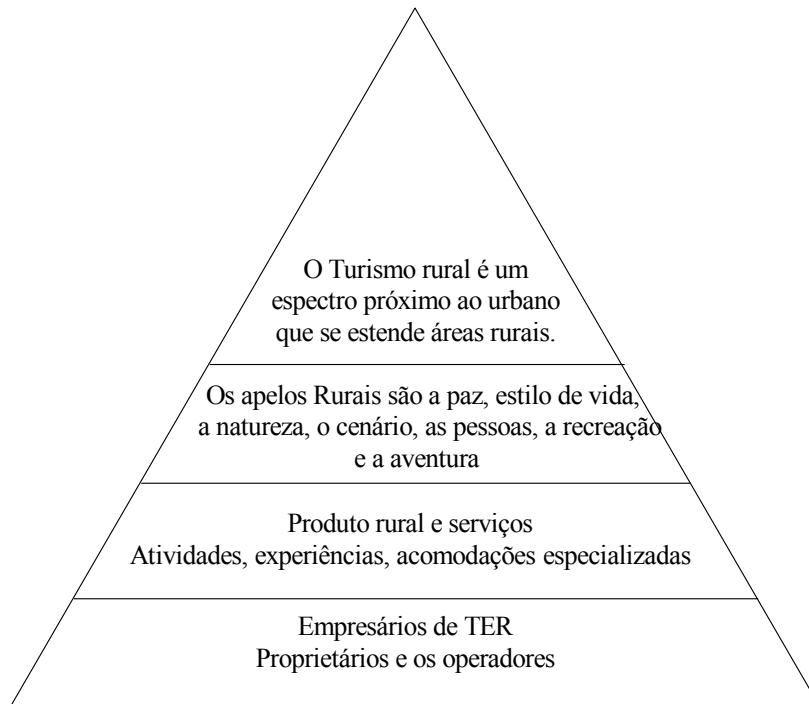 O Turismo rural é um
espectro próximo ao urbano
que se estende áreas rurais.
Os apelos Rurais são a paz, estilo de vida,
a natureza, o cenário, as pessoas, a recreação
e a aventura
Produto rural e serviços
Atividades, experiências, acomodações especializadas
Empresários de TER
Proprietários e os operadores